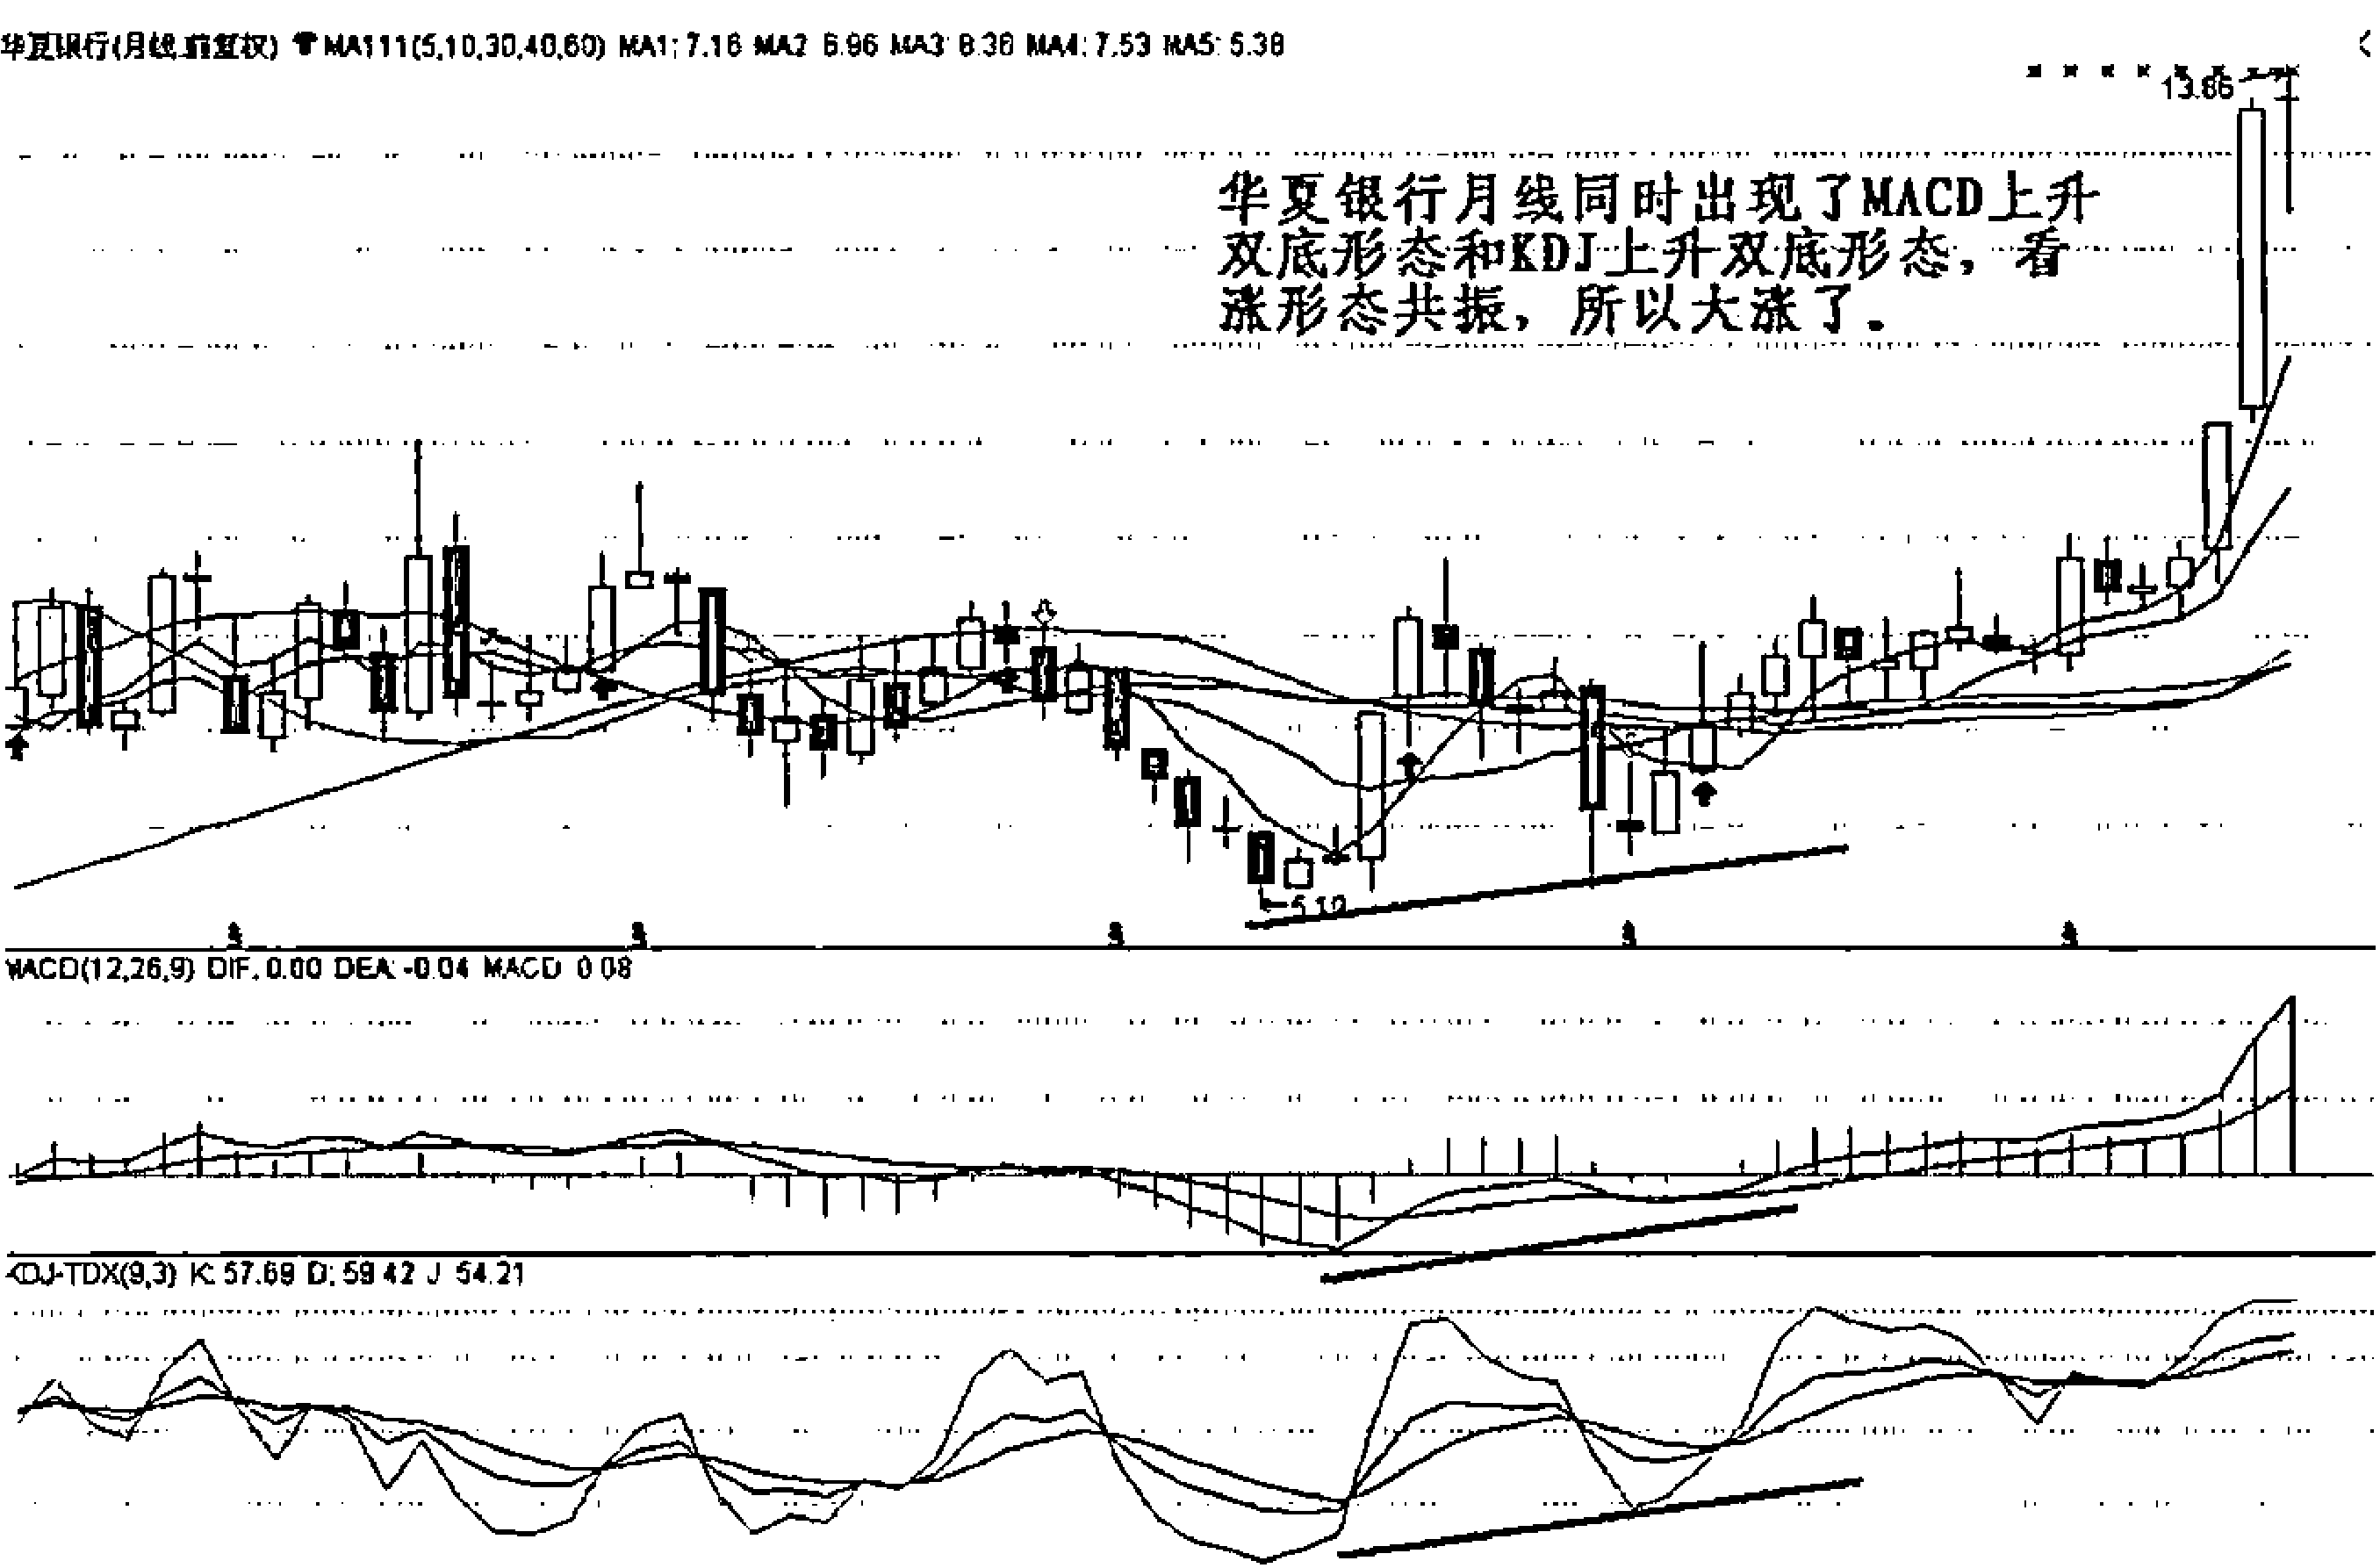 华夏银行(月线.前复权) MA111(5,10,30,40,60) MA1: 7.16 MA2 6.96 MA3: 6.36 MA4: 7.53 MA5: 5.38
13.86
华夏银行月线同时出现了MACD上升
双底形态和KDJ上升双底形态，看
涨形态共振，所以大涨了。
5.10
MACD(12,26,9) DIF: 0.00 DEA: -0.04 MACD 0.08
KDJ-TDX(9,3) K: 57.69 D: 59.42 J 54.21